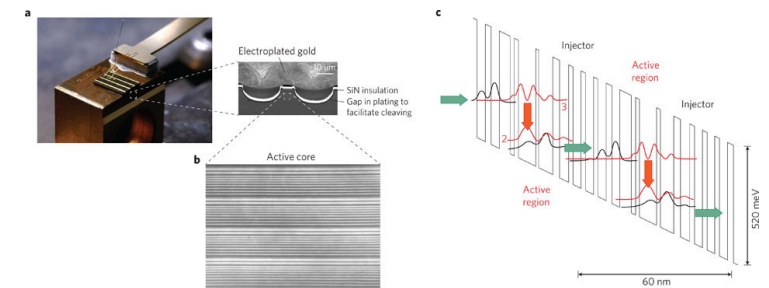 a
Electroplated gold
10 µm
SiN insulation
Gap in plating to
facilitate cleaving
b
Active core
c
Injector
Active
region
Injector
3
2
Active
region
520 meV
60 nm